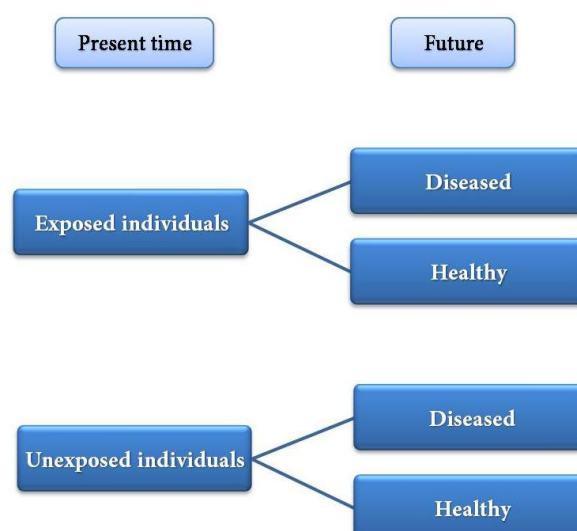 Present time
Future
Diseased
Exposed individuals
Healthy
Diseased
Unexposed individuals
Healthy